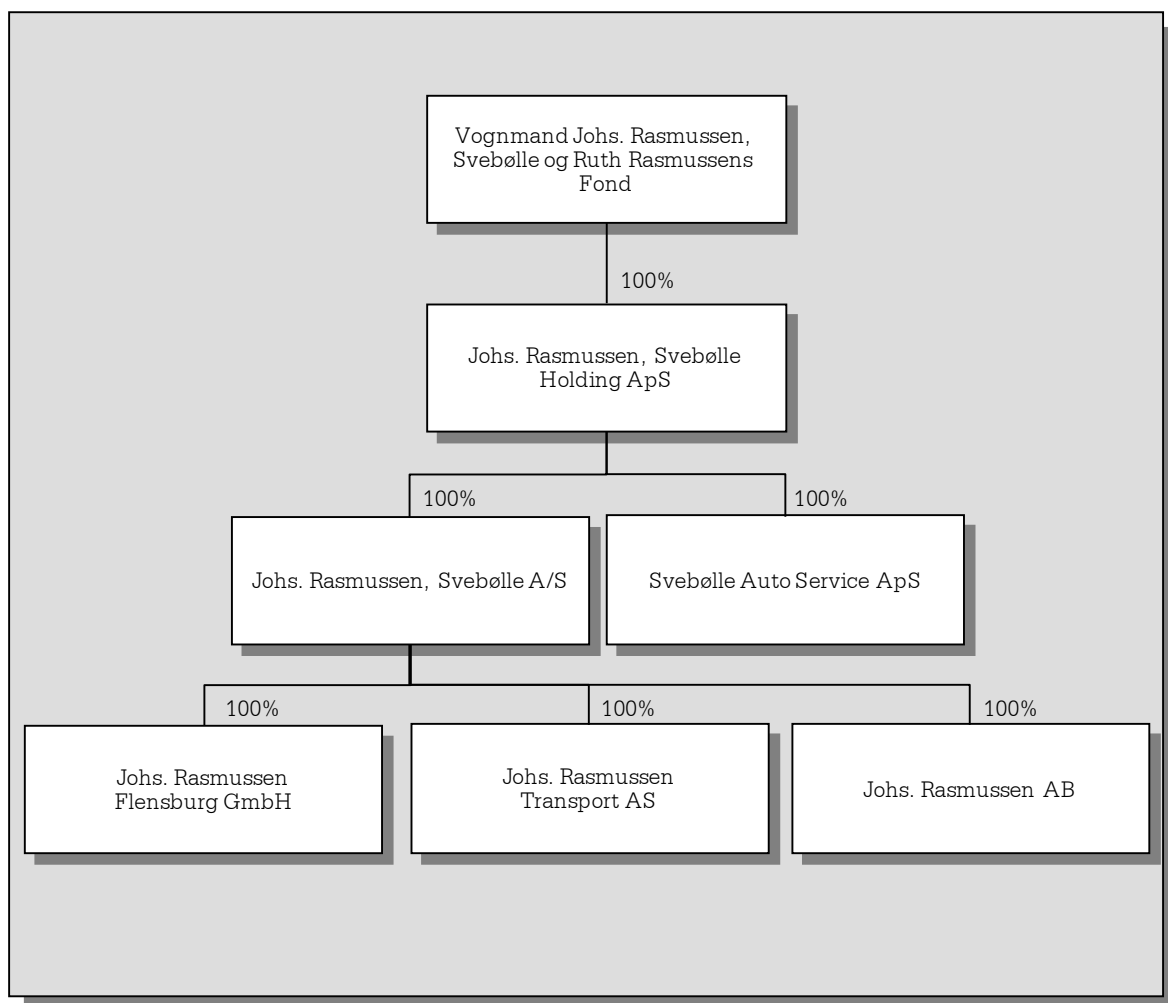 Vognmand Johs. Rasmussen,
Svebølle og Ruth Rasmussens
Fond
100%
Johs. Rasmussen, Svebølle
Holding ApS
100%
100%
Johs. Rasmussen, Svebølle A/S
Svebølle Auto Service ApS
100%
100%
100%
Johs. Rasmussen
Flensburg GmbH
Johs. Rasmussen
Transport AS
Johs. Rasmussen AB